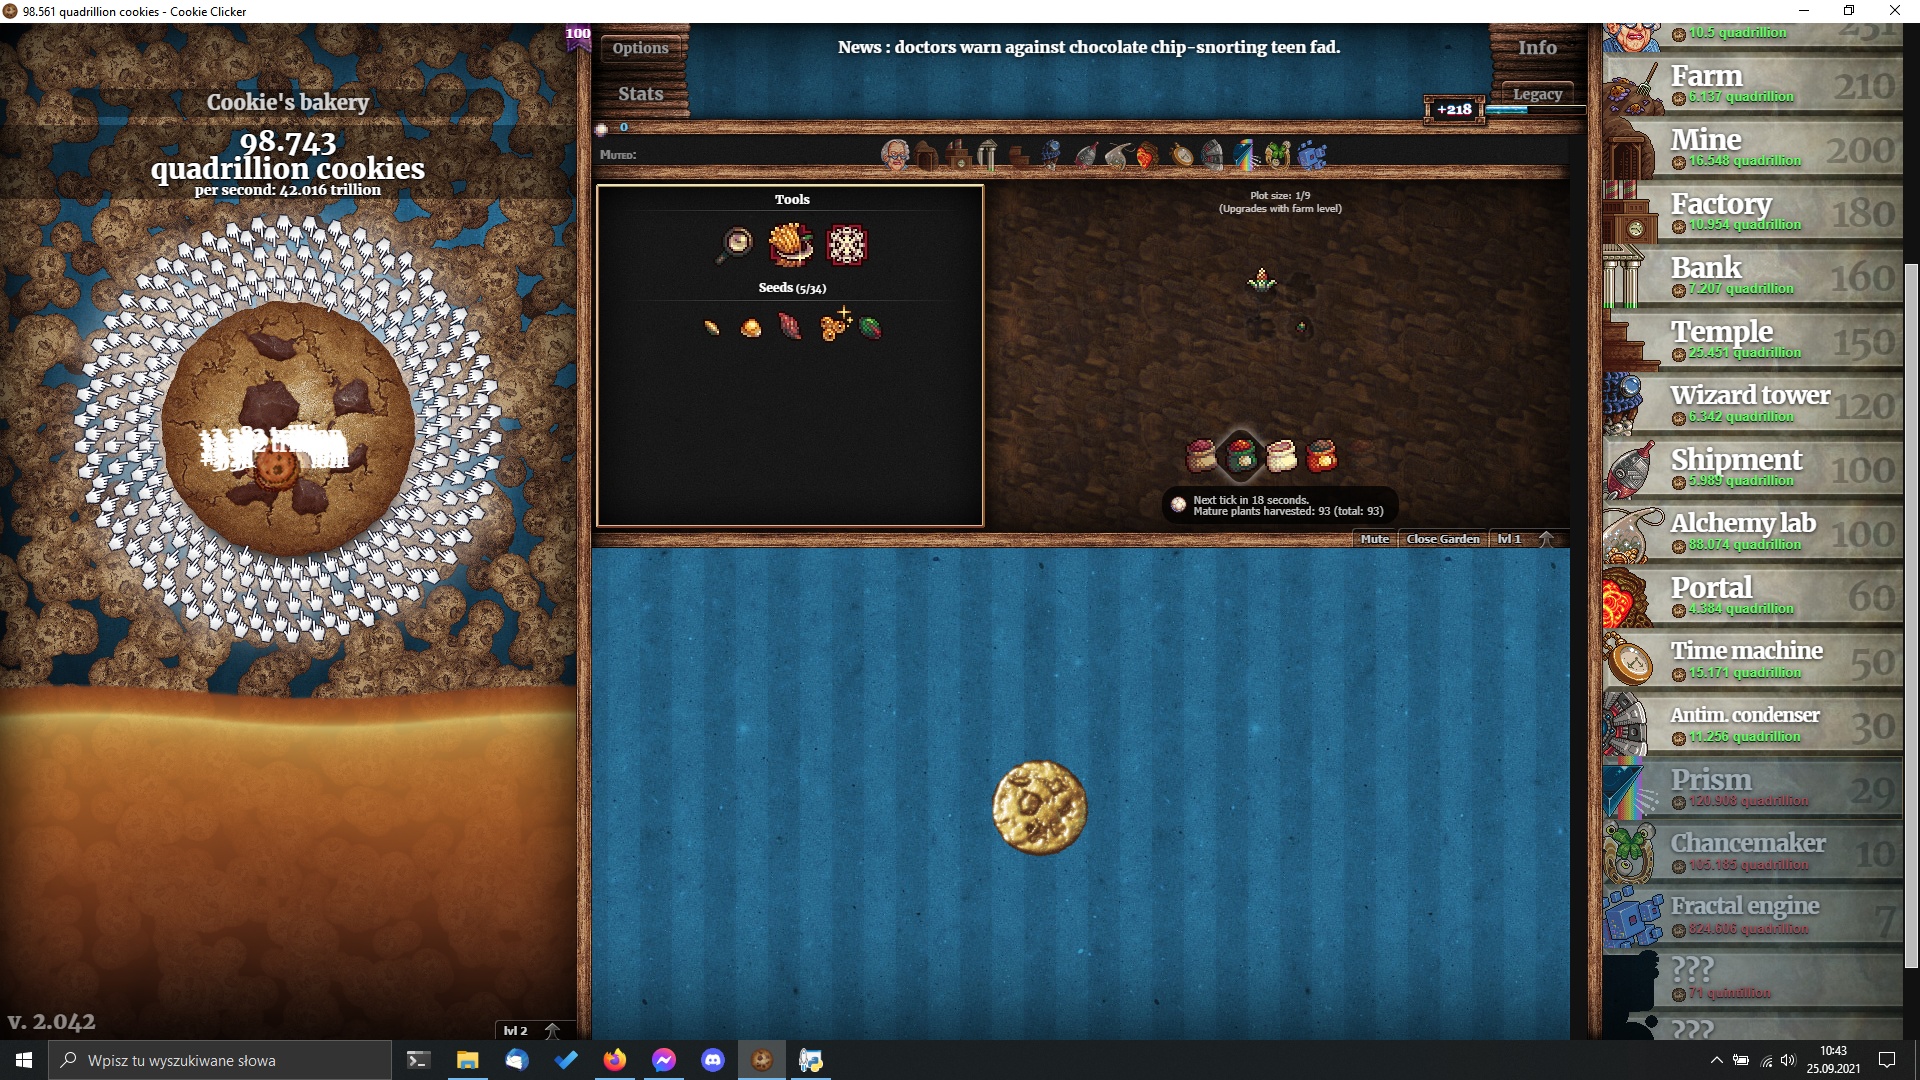 98.561 quadrillion cookies - Cookie Clicker
100
Options
Stats
News : doctors warn against chocolate chip-snorting teen fad.
Info
Legacy
+218
Cookie's bakery
98.743
quadrillion cookies
per second: 42.016 trillion
0
Muted:
Tools
Seeds (5/34)
Plot size: 1/9
(Upgrades with farm level)
Next tick in 18 seconds.
Mature plants harvested: 93 (total: 93)
Mute
Close Garden
lvl 1
10.5 quadrillion
231
Farm
6.137 quadrillion
210
Mine
16.548 quadrillion
200
Factory
10.954 quadrillion
180
Bank
7.207 quadrillion
160
Temple
25.451 quadrillion
150
Wizard tower
6.342 quadrillion
120
Shipment
5.989 quadrillion
100
Alchemy lab
88.074 quadrillion
100
Portal
4.384 quadrillion
60
Time machine
15.171 quadrillion
50
Antim. condenser
11.256 quadrillion
30
Prism
120.908 quadrillion
29
Chancemaker
105.185 quadrillion
10
Fractal engine
824.606 quadrillion
7
???
71 quintillion
???
v. 2.042
lvl 2
Wpisz tu wyszukiwane słowa
10:43
25.09.2021